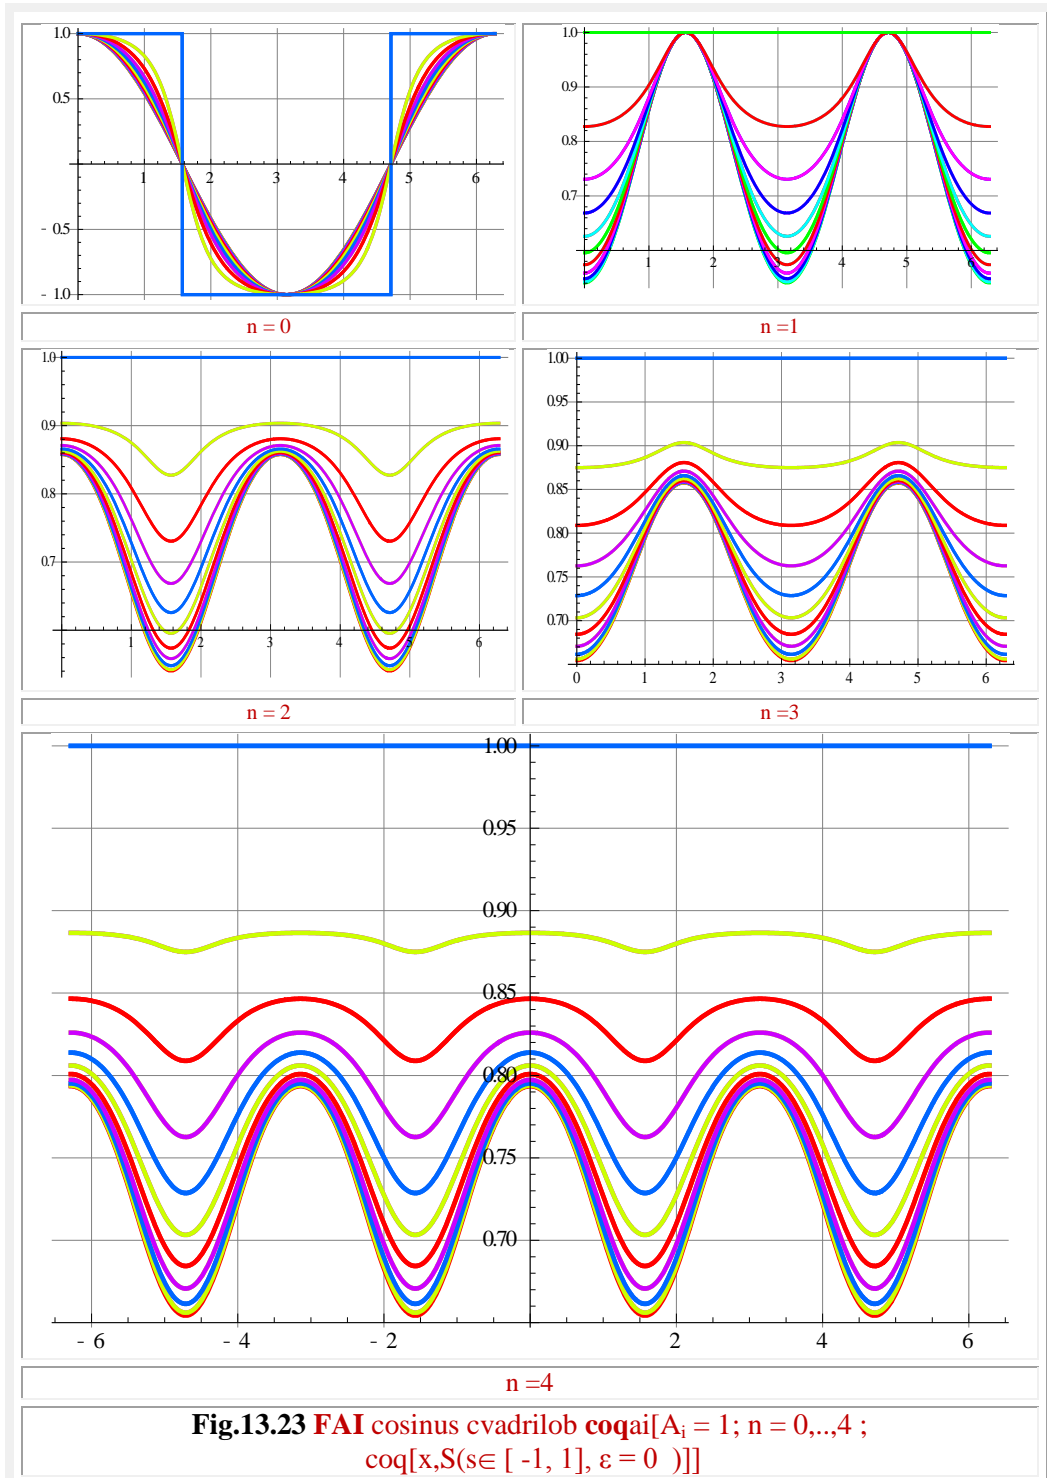 1.0
0.5
1 2 3 4 5 6
- 0.5
- 1.0
n = 0
1.0
0.9
0.8
0.7
1 2 3 4 5 6
n =1
1.0
0.9
0.8
0.7
1 2 3 4 5 6
n = 2
1.00
0.95
0.90
0.85
0.80
0.75
0.70
0 1 2 3 4 5 6
n =3
1.00
0.95
0.90
0.85
0.80
0.75
0.70
- 6 - 4 - 2 2 4 6
n =4
Fig.13.23 FAI cosinus cvadrilob coqai[Ai = 1; n = 0,..,4 ;
coq[x,S(s∈ [ -1, 1], ε = 0 )]]